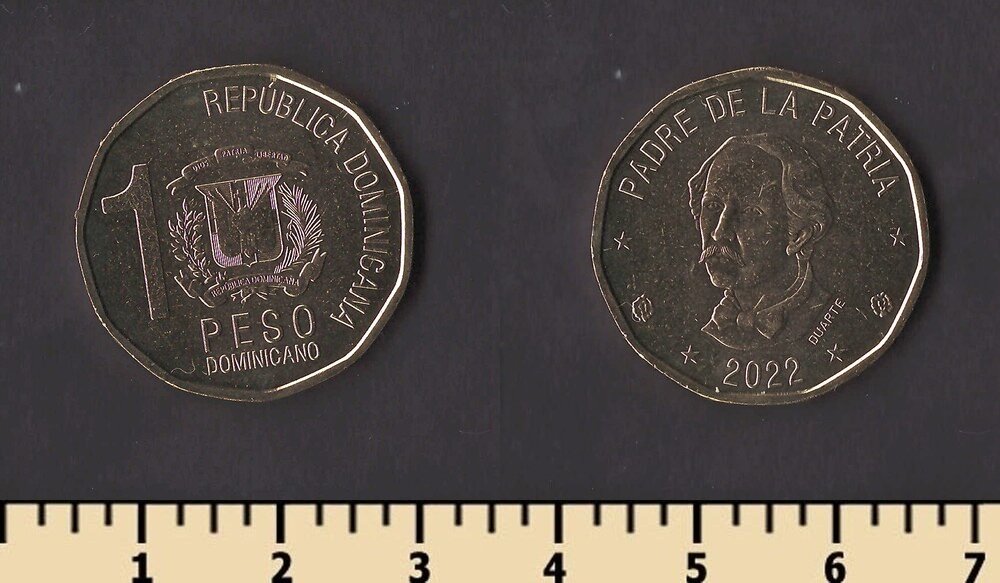 REPÚBLICA DOMINICANA
1
DIOS PATRIA LIBERTAD
REPÚBLICA DOMINICANA
PESO
DOMINICANO
PADRE DE LA PATRIA
DUARTE
2022
1 2 3 4 5 6 7